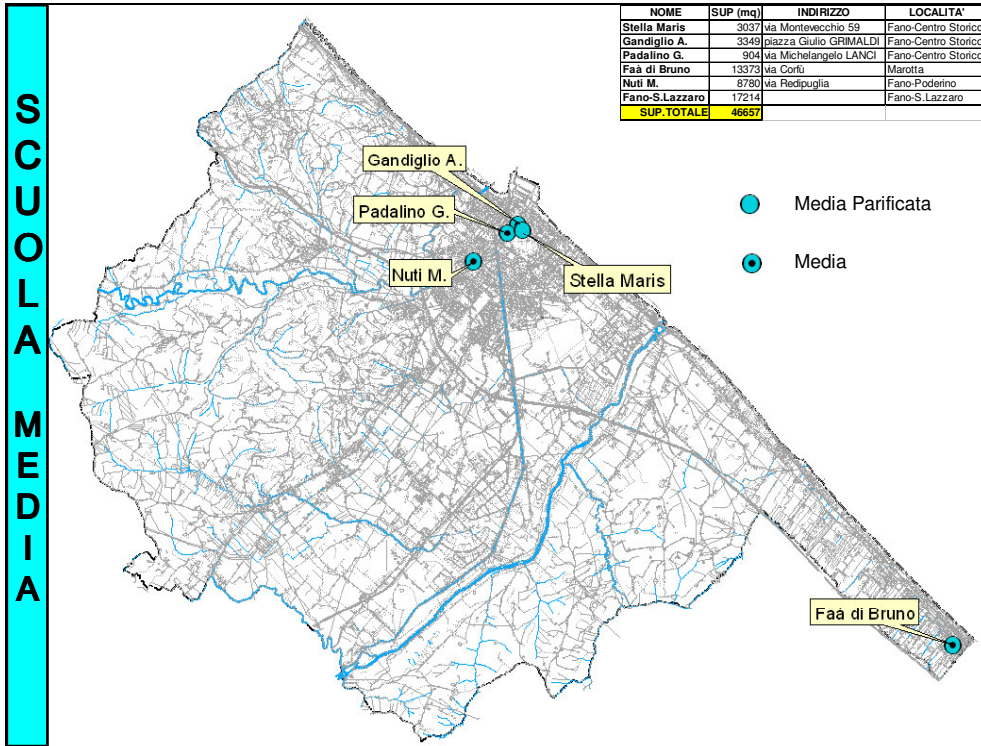 SCUOLA MEDIA
NOME SUP (mq) INDIRIZZO LOCALITA'
Stella Maris 3037 via Montevecchio 59 Fano-Centro Storico
Gandiglio A. 3349 piazza Giulio GRIMALDI Fano-Centro Storico
Padalino G. 904 via Michelangelo LANCI Fano-Centro Storico
Faà di Bruno 13373 via Corfù Marotta
Nuti M. 8780 via Redipuglia Fano-Poderino
Fano-S.Lazzaro 17214 Fano-S.Lazzaro
SUP.TOTALE 46657
Gandiglio A.
Padalino G.
Nuti M.
Stella Maris
Media Parificata
Media
Faà di Bruno